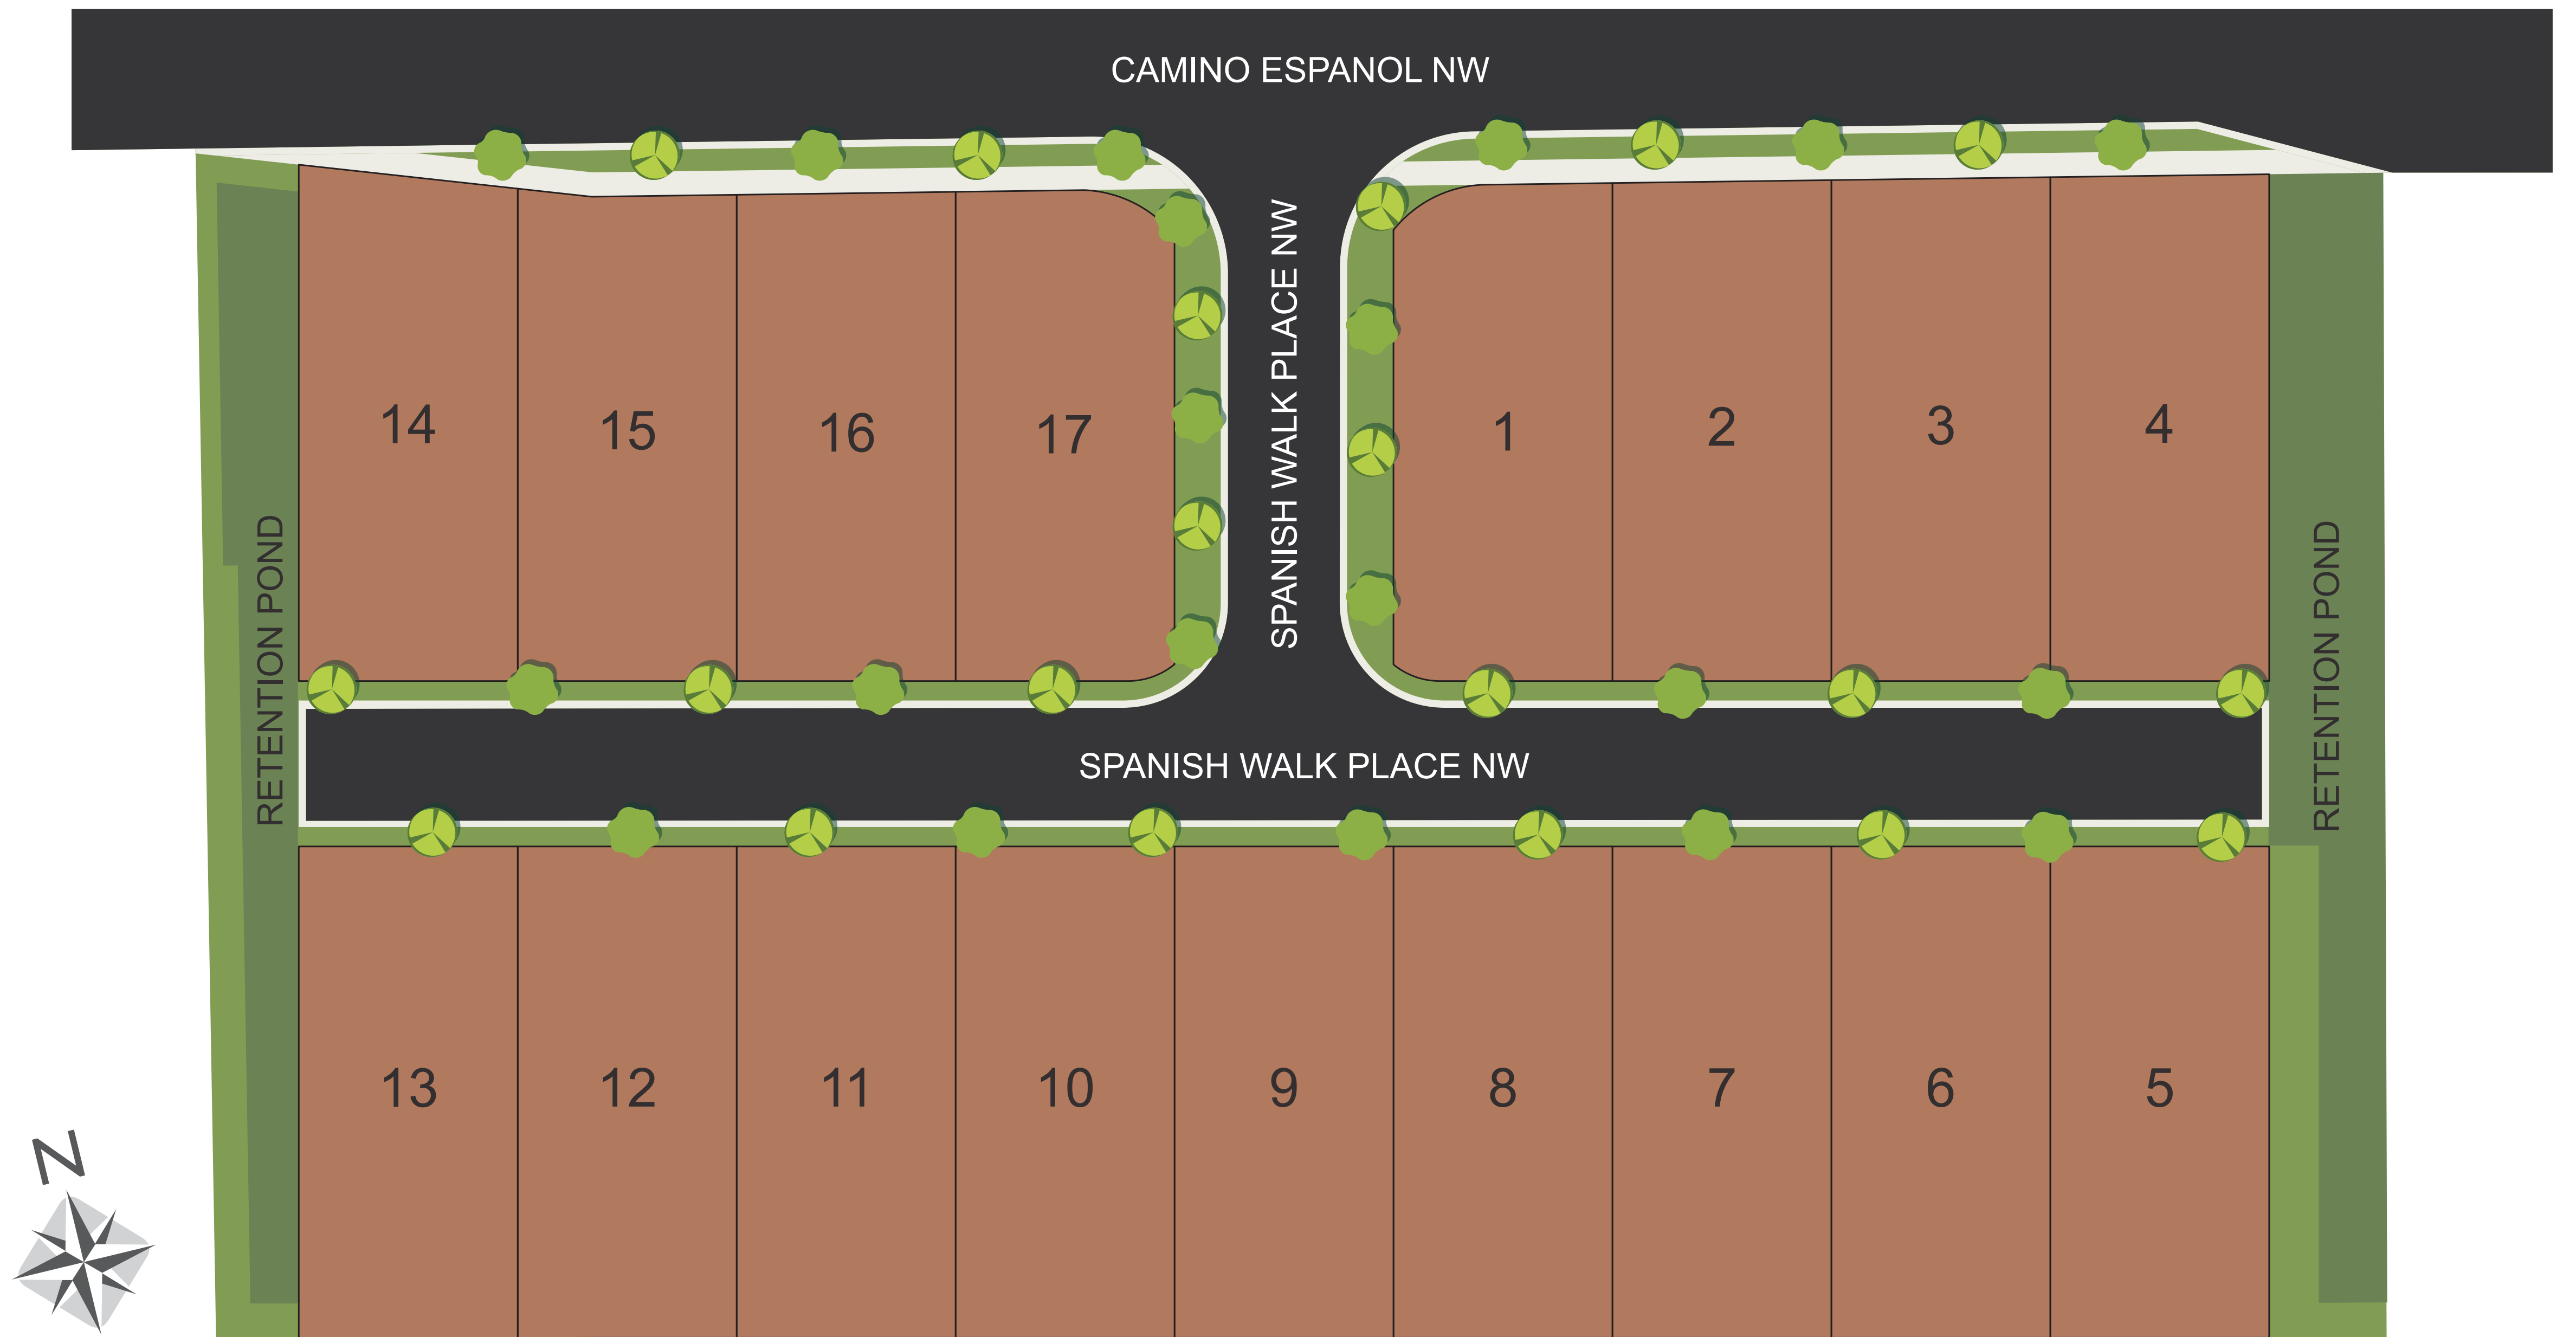 CAMINO ESPANOL NW
SPANISH WALK PLACE NW
14
15
16
17
1
2
3
4
RETENTION POND
RETENTION POND
SPANISH WALK PLACE NW
13
12
11
10
9
8
7
6
5
N